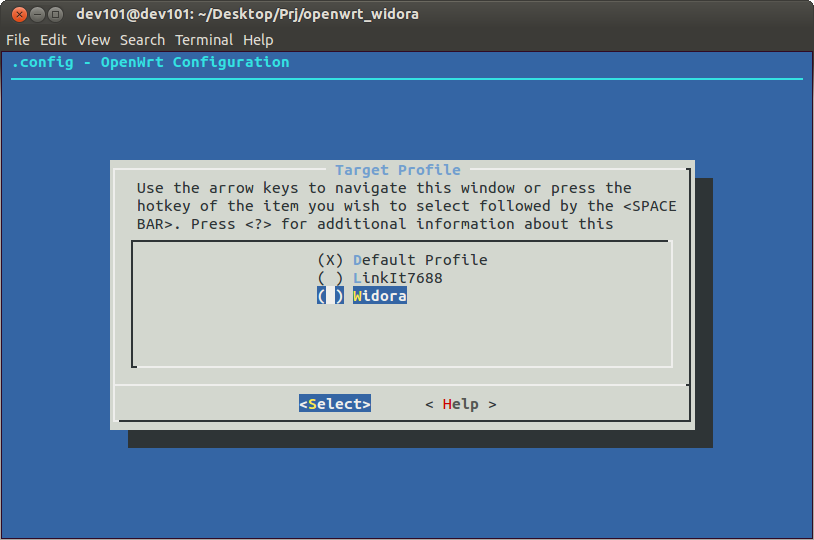 dev101@dev101: ~/Desktop/Prj/openwrt_widora
File Edit View Search Terminal Help
.config - OpenWrt Configuration
Target Profile
Use the arrow keys to navigate this window or press the
hotkey of the item you wish to select followed by the <SPACE
BAR>. Press <?> for additional information about this
(X) Default Profile
( ) LinkIt7688
( ) Widora
<Select> < Help >